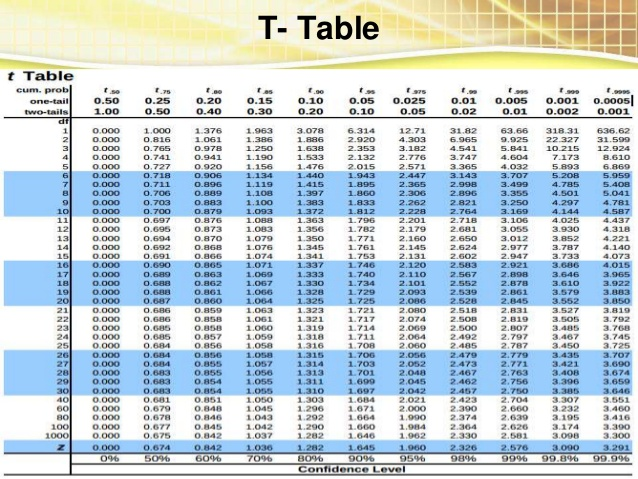 T- Table
t Table
cum. prob t .50 t .75 t .80 t .85 t .90 t .95 t .975 t .99 t .995 t .999 t .9995
one-tail 0.50 0.25 0.20 0.15 0.10 0.05 0.025 0.01 0.005 0.001 0.0005
two-tails 1.00 0.50 0.40 0.30 0.20 0.10 0.05 0.02 0.01 0.002 0.001
df
1 0.000 1.000 1.376 1.963 3.078 6.314 12.71 31.82 63.66 318.31 636.62
2 0.000 0.816 1.061 1.386 1.886 2.920 4.303 6.965 9.925 22.327 31.599
3 0.000 0.765 0.978 1.250 1.638 2.353 3.182 4.541 5.841 10.215 12.924
4 0.000 0.741 0.941 1.190 1.533 2.132 2.776 3.747 4.604 7.173 8.610
5 0.000 0.727 0.920 1.156 1.476 2.015 2.571 3.365 4.032 5.893 6.869
6 0.000 0.718 0.906 1.134 1.440 1.943 2.447 3.143 3.707 5.208 5.959
7 0.000 0.711 0.896 1.119 1.415 1.895 2.365 2.998 3.499 4.785 5.408
8 0.000 0.706 0.889 1.108 1.397 1.860 2.306 2.896 3.355 4.501 5.041
9 0.000 0.703 0.883 1.100 1.383 1.833 2.262 2.821 3.250 4.297 4.781
10 0.000 0.700 0.879 1.093 1.372 1.812 2.228 2.764 3.169 4.144 4.587
11 0.000 0.697 0.876 1.088 1.363 1.796 2.201 2.718 3.106 4.025 4.437
12 0.000 0.695 0.873 1.083 1.356 1.782 2.179 2.681 3.055 3.930 4.318
13 0.000 0.694 0.870 1.079 1.350 1.771 2.160 2.650 3.012 3.852 4.221
14 0.000 0.692 0.868 1.076 1.345 1.761 2.145 2.624 2.977 3.787 4.140
15 0.000 0.691 0.866 1.074 1.341 1.753 2.131 2.602 2.947 3.733 4.073
16 0.000 0.690 0.865 1.071 1.337 1.746 2.120 2.583 2.921 3.686 4.015
17 0.000 0.689 0.863 1.069 1.333 1.740 2.110 2.567 2.898 3.646 3.965
18 0.000 0.688 0.862 1.067 1.330 1.734 2.101 2.552 2.878 3.610 3.922
19 0.000 0.688 0.861 1.066 1.328 1.729 2.093 2.539 2.861 3.579 3.883
20 0.000 0.687 0.860 1.064 1.325 1.725 2.086 2.528 2.845 3.552 3.850
21 0.000 0.686 0.859 1.063 1.323 1.721 2.080 2.518 2.831 3.527 3.819
22 0.000 0.686 0.858 1.061 1.321 1.717 2.074 2.508 2.819 3.505 3.792
23 0.000 0.685 0.858 1.060 1.319 1.714 2.069 2.500 2.807 3.485 3.768
24 0.000 0.685 0.857 1.059 1.318 1.711 2.064 2.492 2.797 3.467 3.745
25 0.000 0.684 0.856 1.058 1.316 1.708 2.060 2.485 2.787 3.450 3.725
26 0.000 0.684 0.856 1.058 1.315 1.706 2.056 2.479 2.779 3.435 3.707
27 0.000 0.684 0.855 1.057 1.314 1.703 2.052 2.473 2.771 3.421 3.690
28 0.000 0.683 0.855 1.056 1.313 1.701 2.048 2.467 2.763 3.408 3.674
29 0.000 0.683 0.854 1.055 1.311 1.699 2.045 2.462 2.756 3.396 3.659
30 0.000 0.683 0.854 1.055 1.310 1.697 2.042 2.457 2.750 3.385 3.646
40 0.000 0.681 0.851 1.050 1.303 1.684 2.021 2.423 2.704 3.307 3.551
60 0.000 0.679 0.848 1.045 1.296 1.671 2.000 2.390 2.660 3.232 3.460
80 0.000 0.678 0.846 1.043 1.292 1.664 1.990 2.374 2.639 3.195 3.416
100 0.000 0.677 0.845 1.042 1.290 1.660 1.984 2.364 2.626 3.174 3.390
1000 0.000 0.675 0.842 1.037 1.282 1.646 1.962 2.330 2.581 3.098 3.300
Z 0.000 0.674 0.842 1.036 1.282 1.645 1.960 2.326 2.576 3.090 3.291
0% 50% 60% 70% 80% 90% 95% 98% 99% 99.8% 99.9%
Confidence Level